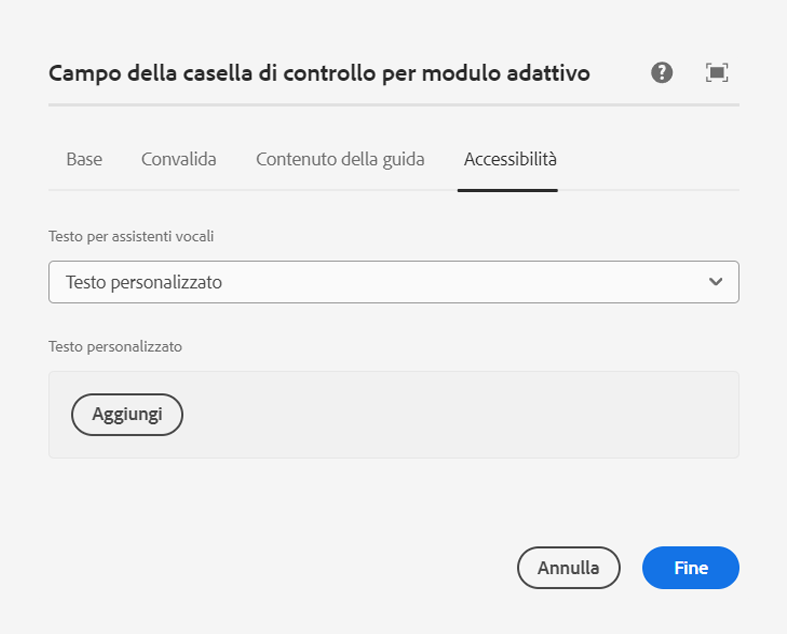 Campo della casella di controllo per modulo adattivo
Base Convalida Contenuto della guida Accessibilità
Testo per assistenti vocali
Testo personalizzato
Testo personalizzato
Aggiungi
Annulla Fine